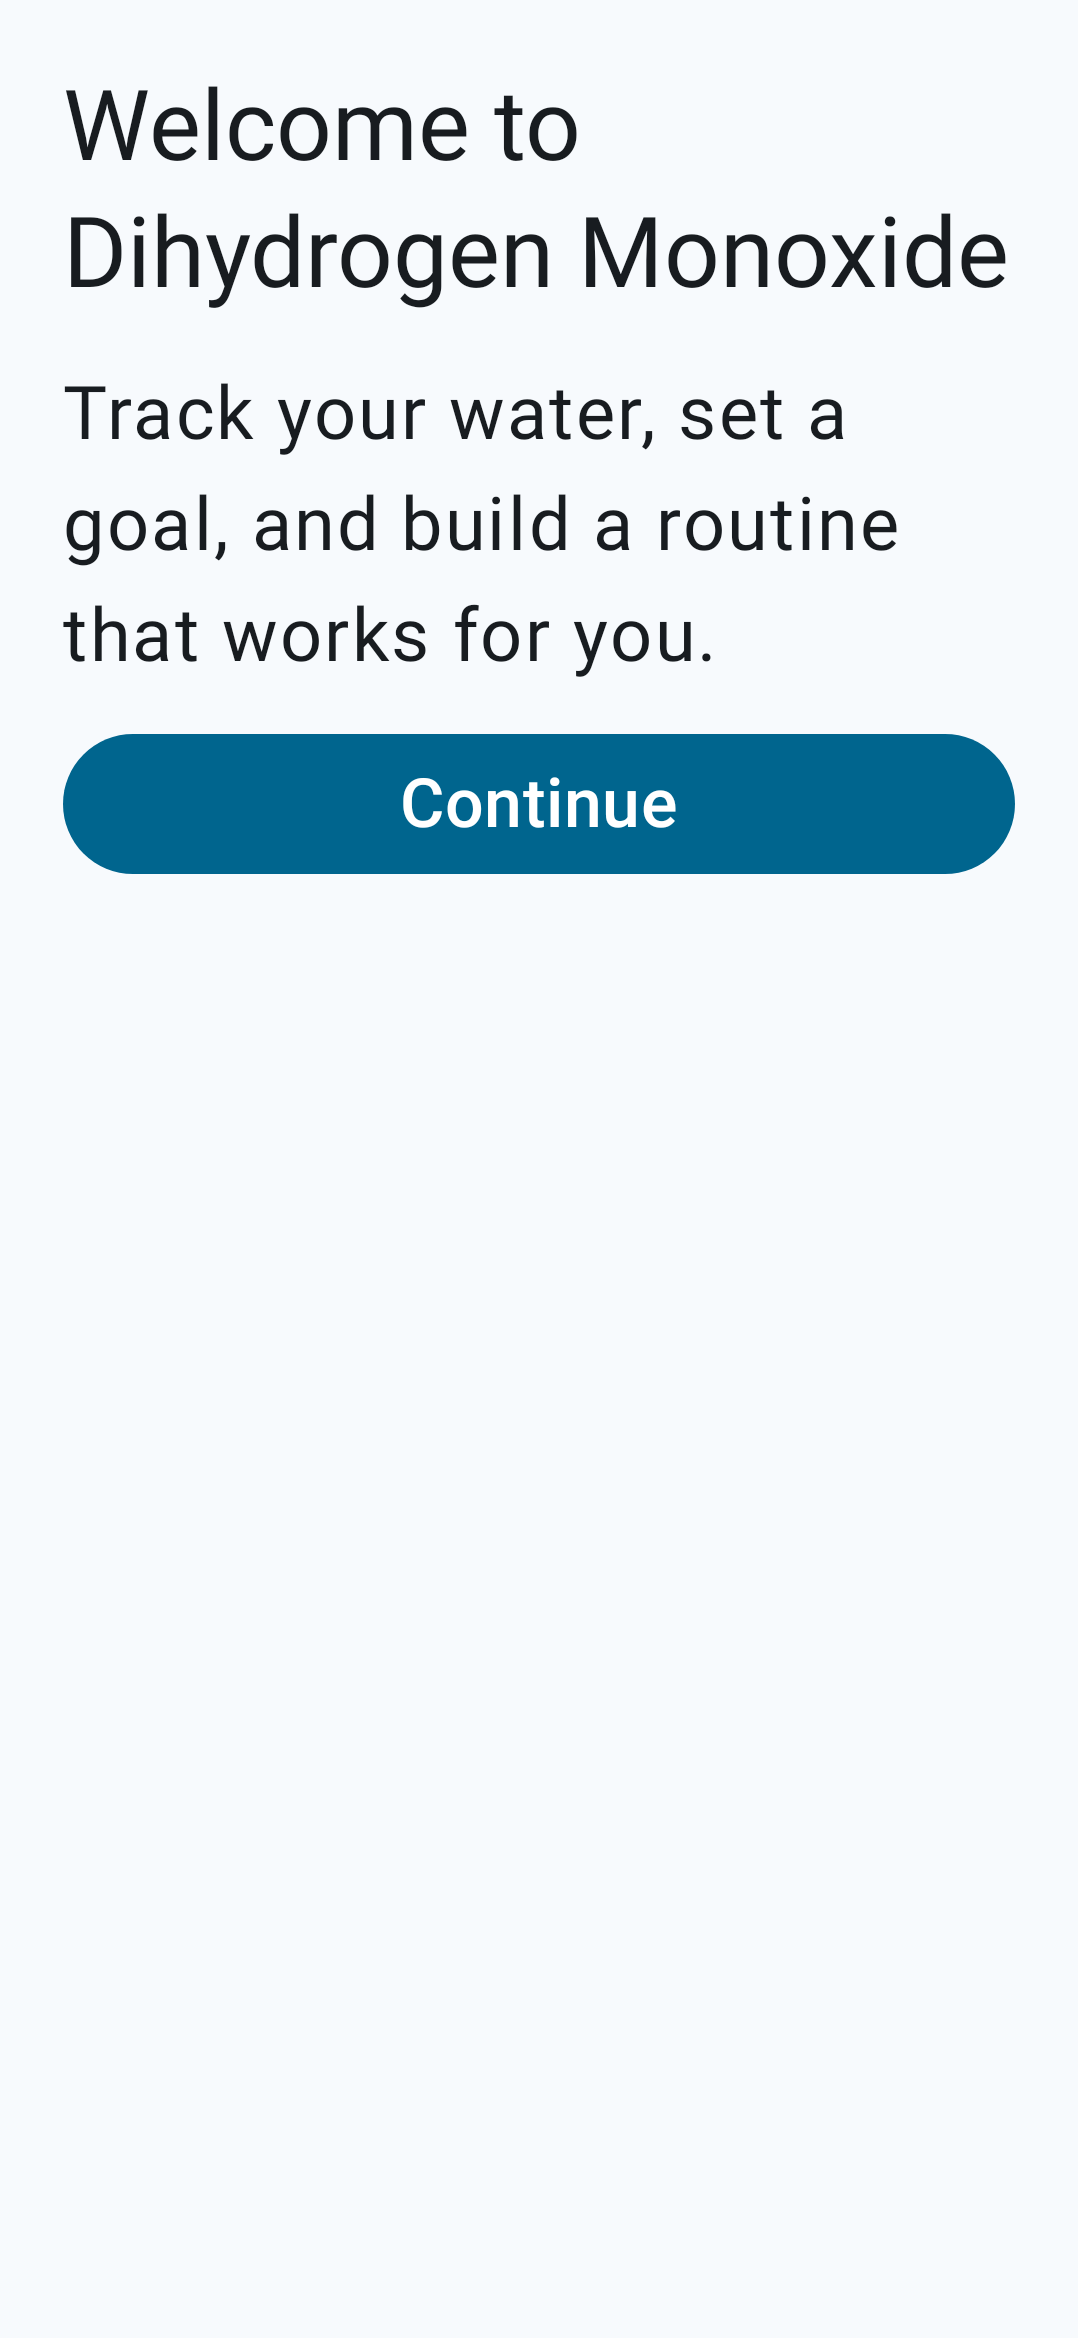 Welcome to
Dihydrogen Monoxide
Track your water, set a
goal, and build a routine
that works for you.
Continue